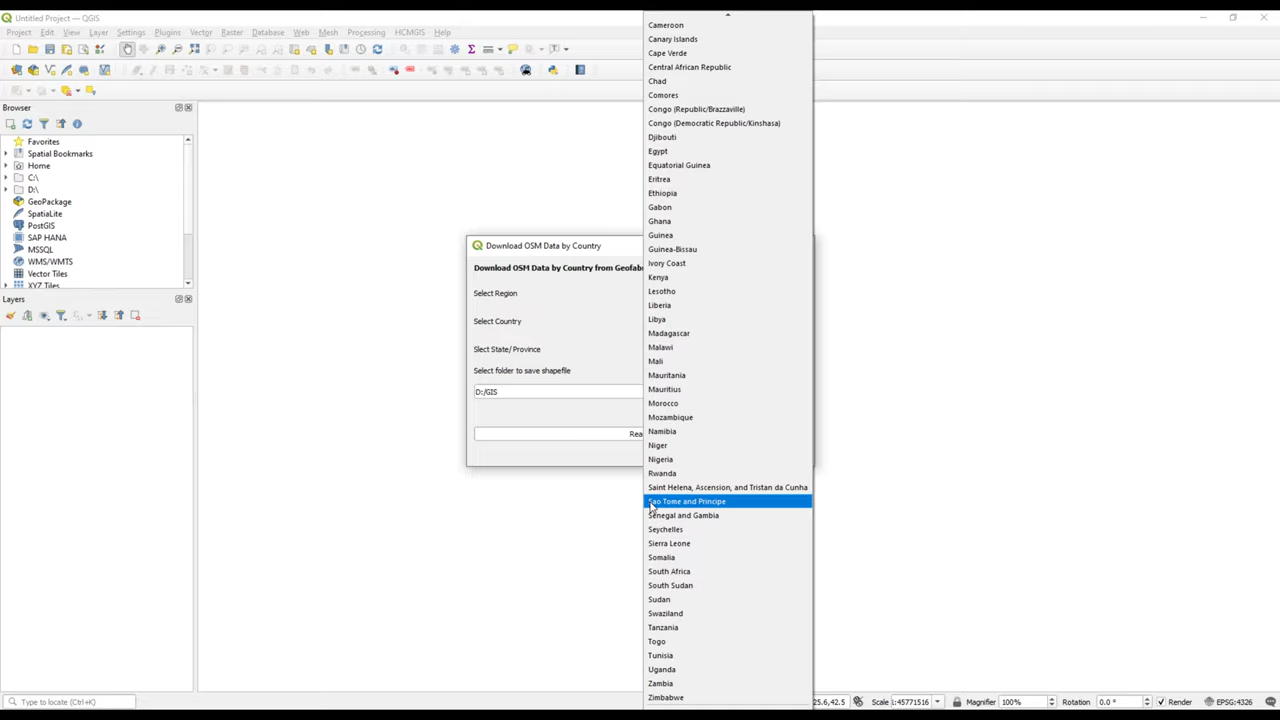 Untitled Project — QGIS
Project Edit View Layer Settings Plugins Vector Raster Database Web Mesh Processing HCMGIS Help
Browser
Favorites
Spatial Bookmarks
Home
C:\
D:\
GeoPackage
SpatiaLite
PostGIS
SAP HANA
MSSQL
WMS/WMTS
Vector Tiles
XYZ Tiles
Layers
Download OSM Data by Country
Download OSM Data by Country from Geofab
Select Region
Select Country
Slect State/ Province
Select folder to save shapefile
D:/GIS
Rea
Cameroon
Canary Islands
Cape Verde
Central African Republic
Chad
Comores
Congo (Republic/Brazzaville)
Congo (Democratic Republic/Kinshasa)
Djibouti
Egypt
Equatorial Guinea
Eritrea
Ethiopia
Gabon
Ghana
Guinea
Guinea-Bissau
Ivory Coast
Kenya
Lesotho
Liberia
Libya
Madagascar
Malawi
Mali
Mauritania
Mauritius
Morocco
Mozambique
Namibia
Niger
Nigeria
Rwanda
Saint Helena, Ascension, and Tristan da Cunha
Sao Tome and Principe
Senegal and Gambia
Seychelles
Sierra Leone
Somalia
South Africa
South Sudan
Sudan
Swaziland
Tanzania
Togo
Tunisia
Uganda
Zambia
Zimbabwe
Type to locate (Ctrl+K)
25.6,42.5 Scale 1:45771516 Magnifier 100% Rotation 0.0 ° Render EPSG:4326